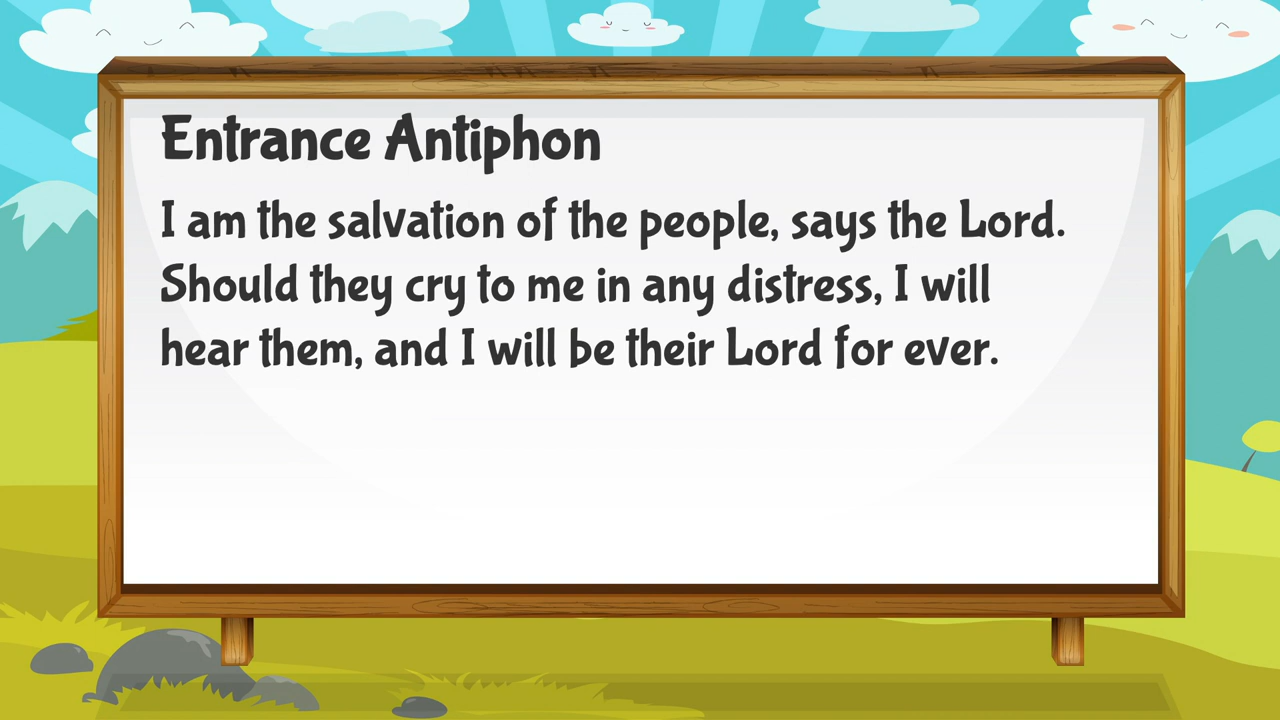 Entrance Antiphon
I am the salvation of the people, says the Lord.
Should they cry to me in any distress, I will
hear them, and I will be their Lord for ever.